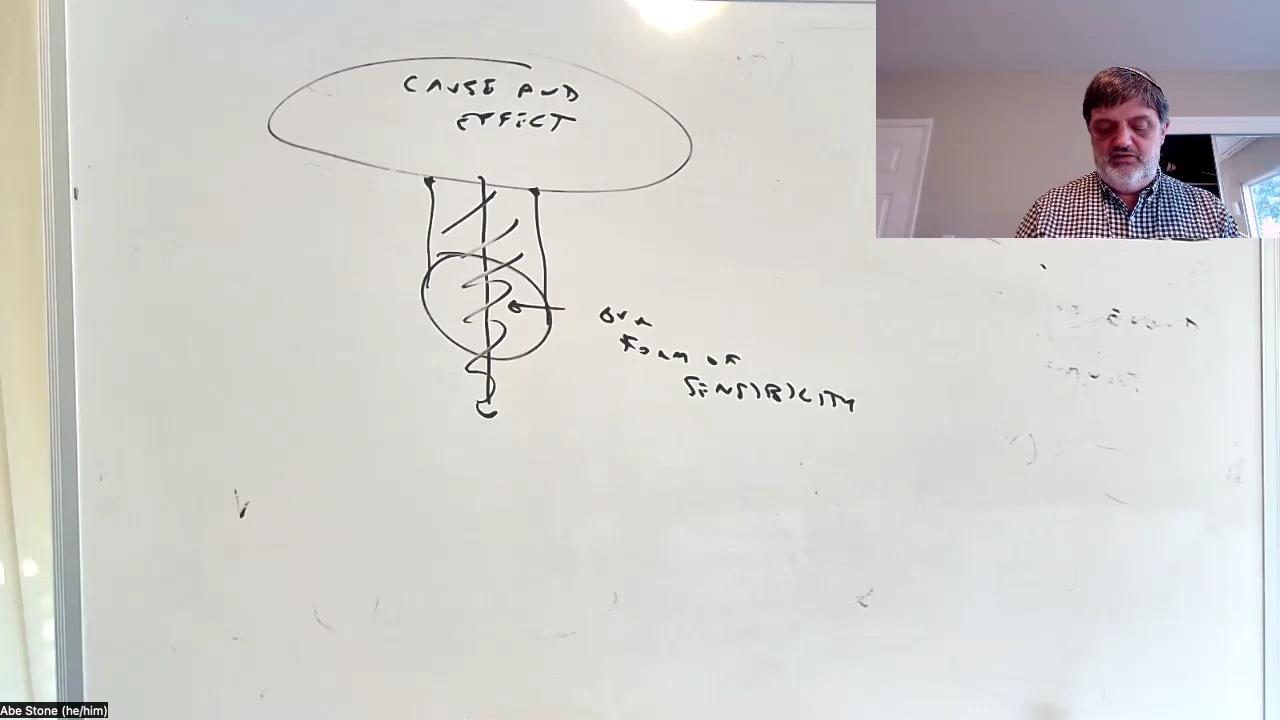 CAUSE AND
EFFECT
OUR
FORM OF
SENSIBILITY
Abe Stone (he/him)